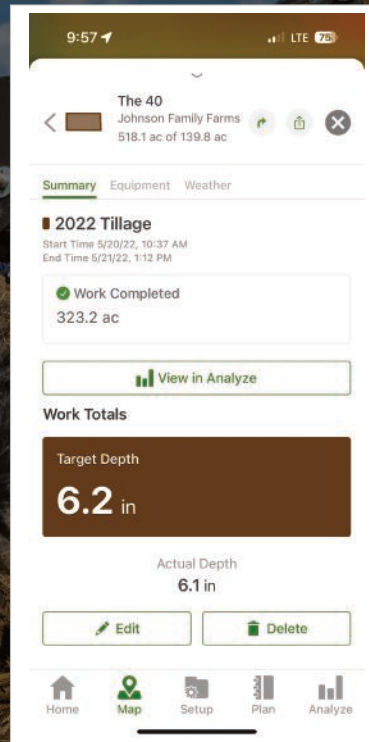 9:57
LTE 75
The 40
Johnson Family Farms
518.1 ac of 139.8 ac
Summary Equipment Weather
2022 Tillage
Start Time 5/20/22, 10:37 AM
End Time 5/21/22, 1:12 PM
Work Completed
323.2 ac
View in Analyze
Work Totals
Target Depth
6.2 in
Actual Depth
6.1 in
Edit Delete
Home Map Setup Plan Analyze